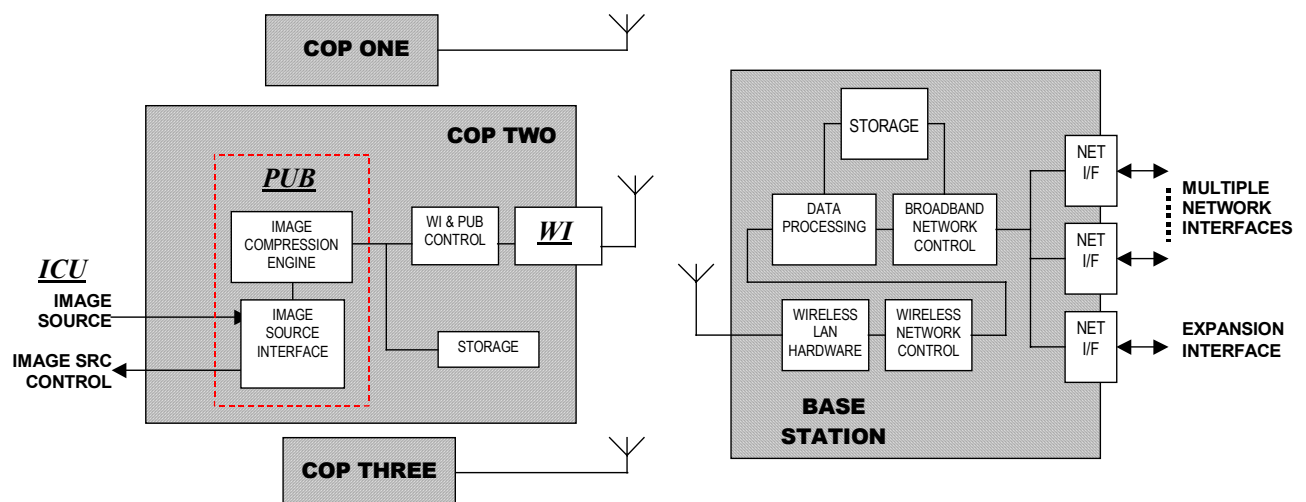 COP ONE
COP TWO
PUB
IMAGE
COMPRESSION
ENGINE
WI & PUB
CONTROL
WI
ICU
IMAGE
SOURCE
IMAGE
SOURCE
INTERFACE
STORAGE
IMAGE SRC
CONTROL
COP THREE
STORAGE
DATA
PROCESSING
BROADBAND
NETWORK
CONTROL
NET
I/F
MULTIPLE
NETWORK
INTERFACES
NET
I/F
WIRELESS
LAN
HARDWARE
WIRELESS
NETWORK
CONTROL
NET
I/F
EXPANSION
INTERFACE
BASE
STATION